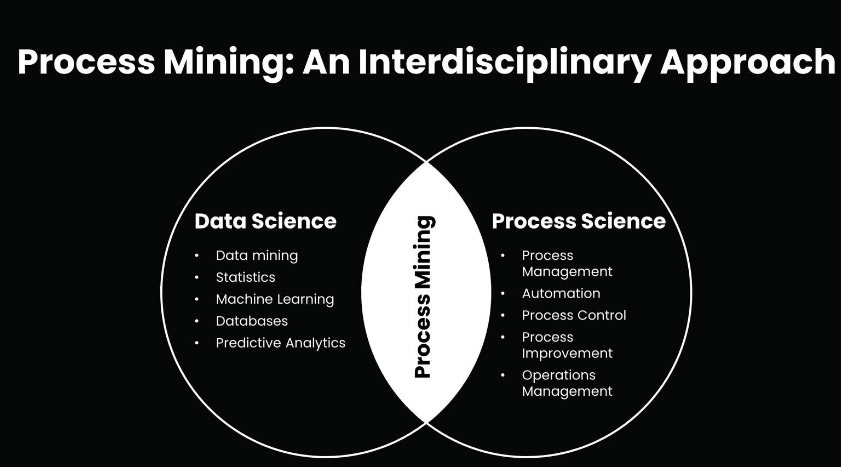 Process Mining: An Interdisciplinary Approach
Data Science
• Data mining
• Statistics
• Machine Learning
• Databases
• Predictive Analytics
Process Mining
Process Science
• Process
Management
• Automation
• Process Control
• Process
Improvement
• Operations
Management